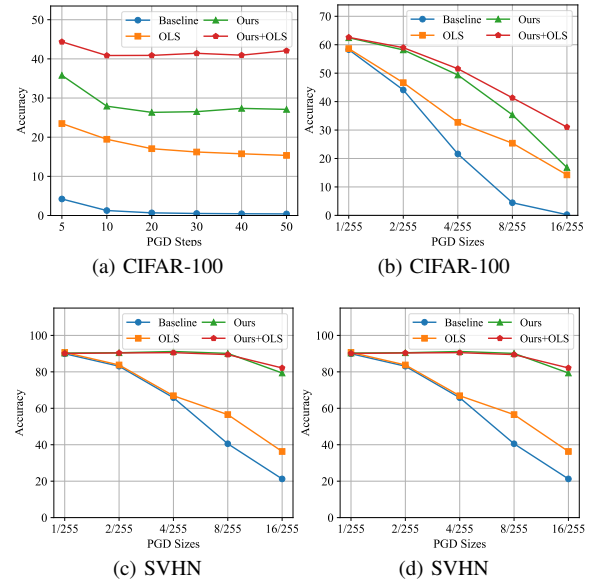 Baseline
OLS
Ours
Ours+OLS
Accuracy
50
40
30
20
10
0
5
10
20
30
40
50
PGD Steps
(a) CIFAR-100
Baseline
OLS
Ours
Ours+OLS
Accuracy
70
60
50
40
30
20
10
0
1/255
2/255
4/255
8/255
16/255
PGD Sizes
(b) CIFAR-100
Baseline
OLS
Ours
Ours+OLS
Accuracy
100
80
60
40
20
0
1/255
2/255
4/255
8/255
16/255
PGD Sizes
(c) SVHN
Baseline
OLS
Ours
Ours+OLS
Accuracy
100
80
60
40
20
0
1/255
2/255
4/255
8/255
16/255
PGD Sizes
(d) SVHN